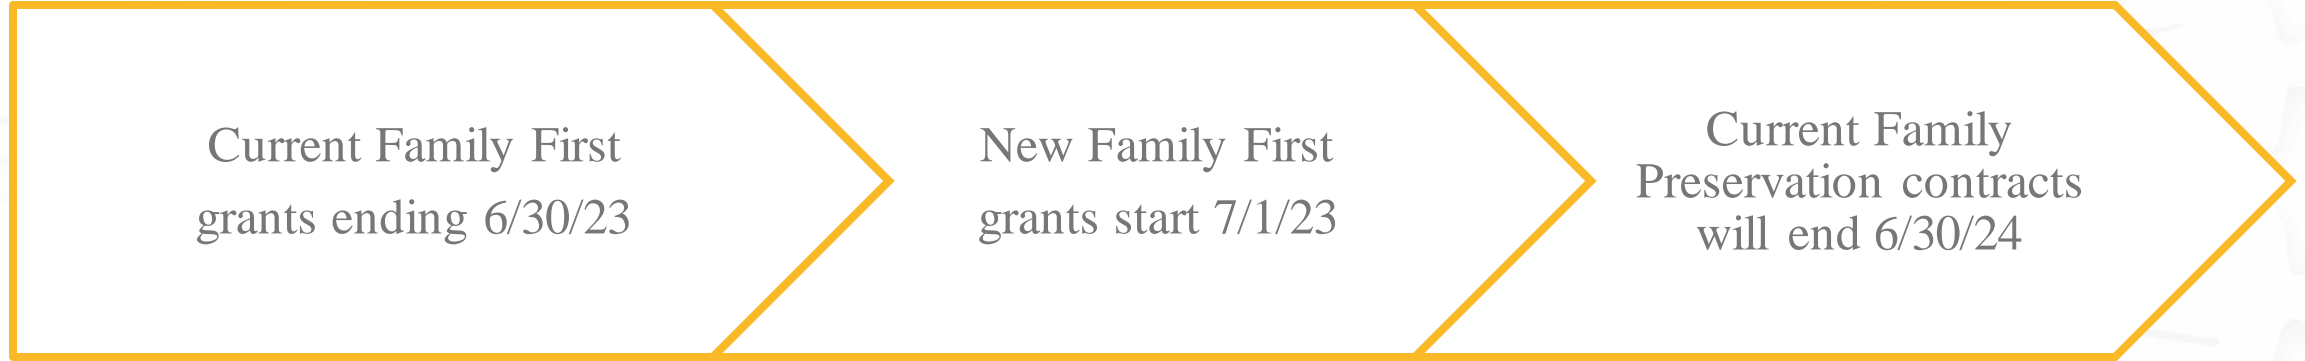 Current Family First
grants ending 6/30/23
New Family First
grants start 7/1/23
Current Family
Preservation contracts
will end 6/30/24